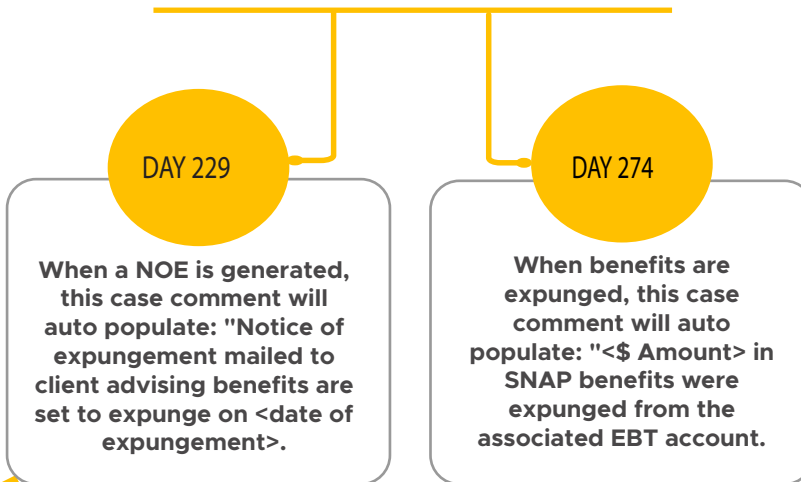 DAY 229
When a NOE is generated,
this case comment will
auto populate: "Notice of
expungement mailed to
client advising benefits are
set to expunge on <date of
expungement>.
DAY 274
When benefits are
expunged, this case
comment will auto
populate: "<$ Amount> in
SNAP benefits were
expunged from the
associated EBT account.